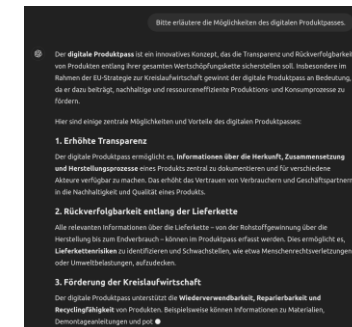 Bitte erläutere die Möglichkeiten des digitalen Produktpasses.
Der digitale Produktpass ist ein innovatives Konzept, das die Transparenz und Rückverfolgbarkeit
von Produkten entlang ihrer gesamten Wertschöpfungskette sicherstellen soll. Insbesondere im
Rahmen der EU-Strategie zur Kreislaufwirtschaft gewinnt der digitale Produktpass an Bedeutung,
da er dazu beiträgt, nachhaltige und ressourceneffiziente Produktions- und Konsumprozesse zu
fördern.
Hier sind einige zentrale Möglichkeiten und Vorteile des digitalen Produktpasses:
1. Erhöhte Transparenz
Der digitale Produktpass ermöglicht es, Informationen über die Herkunft, Zusammensetzung
und Herstellungsprozesse eines Produkts zentral zu dokumentieren und für verschiedene
Akteure verfügbar zu machen. Das erhöht das Vertrauen von Verbrauchern und Geschäftspartnern
in die Nachhaltigkeit und Qualität eines Produkts.
2. Rückverfolgbarkeit entlang der Lieferkette
Alle relevanten Informationen über die Lieferkette – von der Rohstoffgewinnung über die
Herstellung bis zum Endverbrauch – können im Produktpass erfasst werden. Dies ermöglicht es,
Lieferkettenrisiken zu identifizieren und Schwachstellen, wie etwa Menschenrechtsverletzungen
oder Umweltbelastungen, aufzudecken.
3. Förderung der Kreislaufwirtschaft
Der digitale Produktpass unterstützt die Wiederverwendbarkeit, Reparierbarkeit und
Recyclingfähigkeit von Produkten. Beispielsweise können Informationen zu Materialien,
Demontageanleitungen und pot